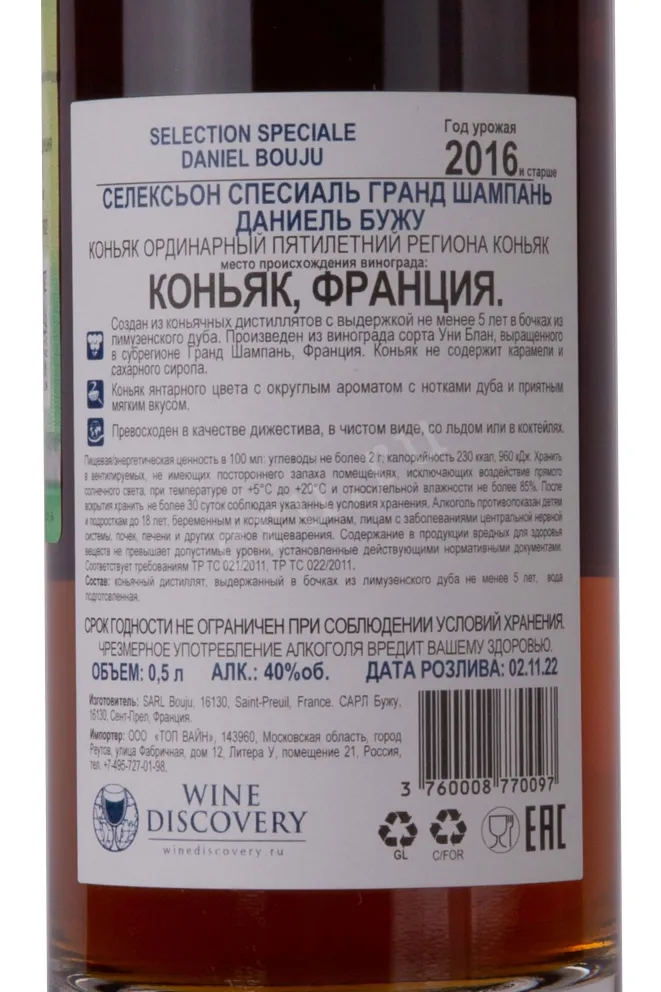 SELECTION SPECIALE
DANIEL BOUJU
Год урожая
2016 и старше
СЕЛЕКСЬОН СПЕСИАЛЬ ГРАНД ШАМПАНЬ
ДАНИЕЛЬ БУЖУ
КОНЬЯК ОРДИНАРНЫЙ ПЯТИЛЕТНИЙ РЕГИОНА КОНЬЯК
место происхождения винограда:
КОНЬЯК, ФРАНЦИЯ.
Создан из коньячных дистиллятов с выдержкой не менее 5 лет в бочках из
лимузенского дуба. Произведен из винограда сорта Уни Блан, выращенного
в субрегионе Гранд Шампань, Франция. Коньяк не содержит карамели и
сахарного сиропа.
Коньяк янтарного цвета с округлым ароматом с нотками дуба и приятным
мягким вкусом.
Превосходен в качестве дижестива, в чистом виде, со льдом или в коктейлях.
Пищевая/энергетическая ценность в 100 мл: углеводы не более 2 г; калорийность 230 ккал, 960 кДж. Хранить
в вентилируемых, не имеющих постороннего запаха помещениях, исключающих воздействие прямого
солнечного света, при температуре от +5°С до +20°С и относительной влажности не более 85%. После
вскрытия хранить не более 30 суток соблюдая указанные условия хранения. Алкоголь противопоказан детям
и подросткам до 18 лет, беременным и кормящим женщинам, лицам с заболеваниями центральной нервной
системы, почек, печени и других органов пищеварения. Содержание в продукции вредных для здоровья
веществ не превышает допустимые уровни, установленные действующими нормативными документами.
Соответствует требованиям ТР ТС 021/2011, ТР ТС 022/2011.
Состав: коньячный дистиллят, выдержанный в бочках из лимузенского дуба не менее 5 лет, вода
подготовленная.
СРОК ГОДНОСТИ НЕ ОГРАНИЧЕН ПРИ СОБЛЮДЕНИИ УСЛОВИЙ ХРАНЕНИЯ.
ЧРЕЗМЕРНОЕ УПОТРЕБЛЕНИЕ АЛКОГОЛЯ ВРЕДИТ ВАШЕМУ ЗДОРОВЬЮ.
ОБЪЕМ: 0,5 л АЛК.: 40%об. ДАТА РОЗЛИВА: 02.11.22
Изготовитель: SARL Bouju, 16130, Saint-Preuil, France. САРЛ Бужу,
16130, Сент-Прел, Франция.
Импортер: ООО «ТОП ВАЙН», 143960, Московская область, город
Реутов, улица Фабричная, дом 12, Литера У, помещение 21, Россия,
тел.+7-495-727-01-98.
3 760008 770097
WINE
DISCOVERY
winediscovery.ru
GL
C/FOR
EAC